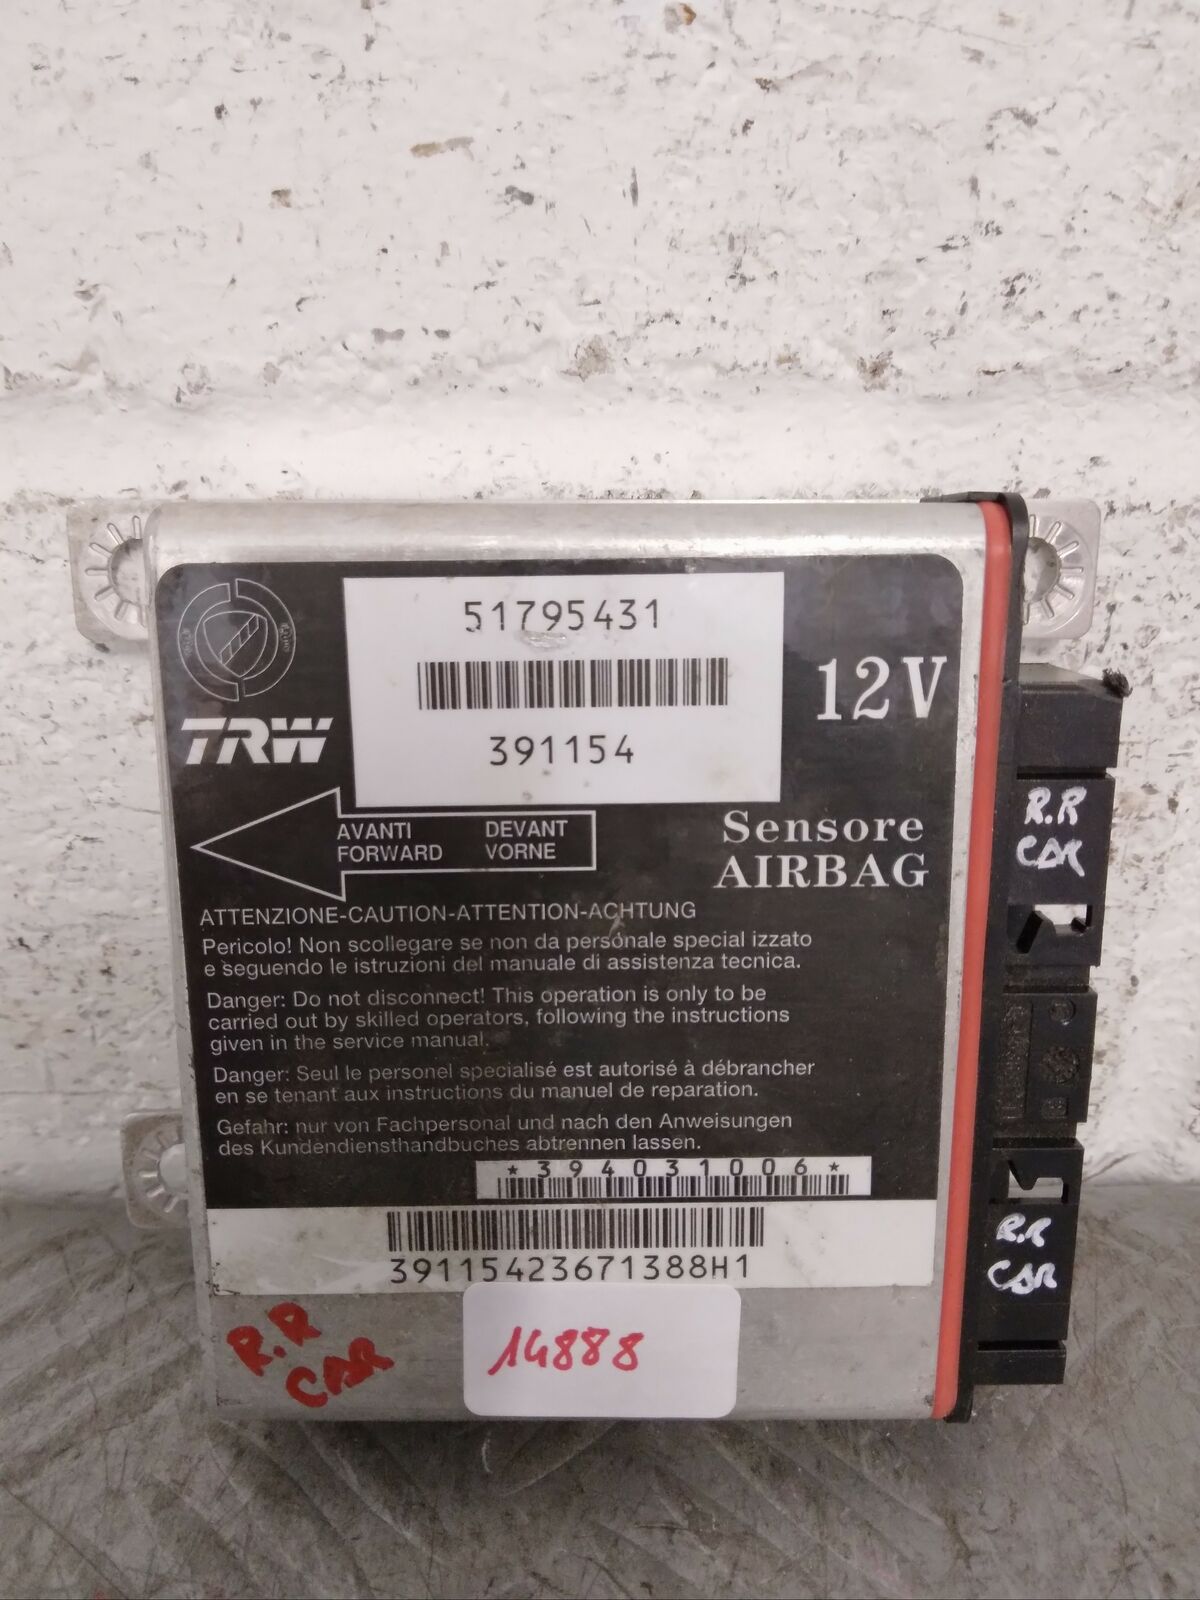 51795431
391154
12V
TRW
AVANTI DEVANT
FORWARD VORNE
Sensore
AIRBAG
ATTENZIONE-CAUTION-ATTENTION-ACHTUNG
Pericolo! Non scollegare se non da personale special izzato
e seguendo le istruzioni del manuale di assistenza tecnica.
Danger: Do not disconnect! This operation is only to be
carried out by skilled operators, following the instructions
given in the service manual.
Danger: Seul le personel specialisé est autorisé à débrancher
en se tenant aux instructions du manuel de reparation.
Gefahr: nur von Fachpersonal und nach den Anweisungen
des Kundendiensthandbuches abtrennen lassen.
*394031006*
39115423671388H1
14888
R.R
CAR
R.R
CAR
R.R
CAR